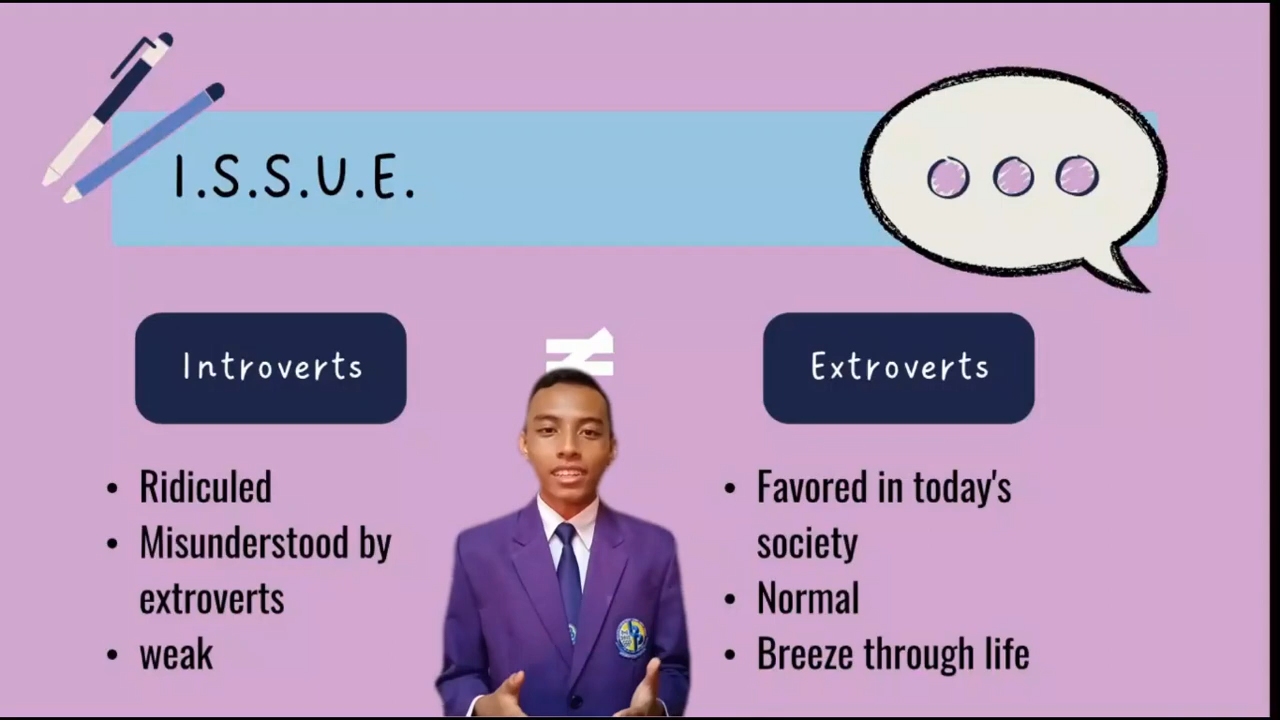 I.S.S.U.E.
Introverts
≠
Extroverts
• Ridiculed
• Misunderstood by
extroverts
• weak
• Favored in today's
society
• Normal
• Breeze through life